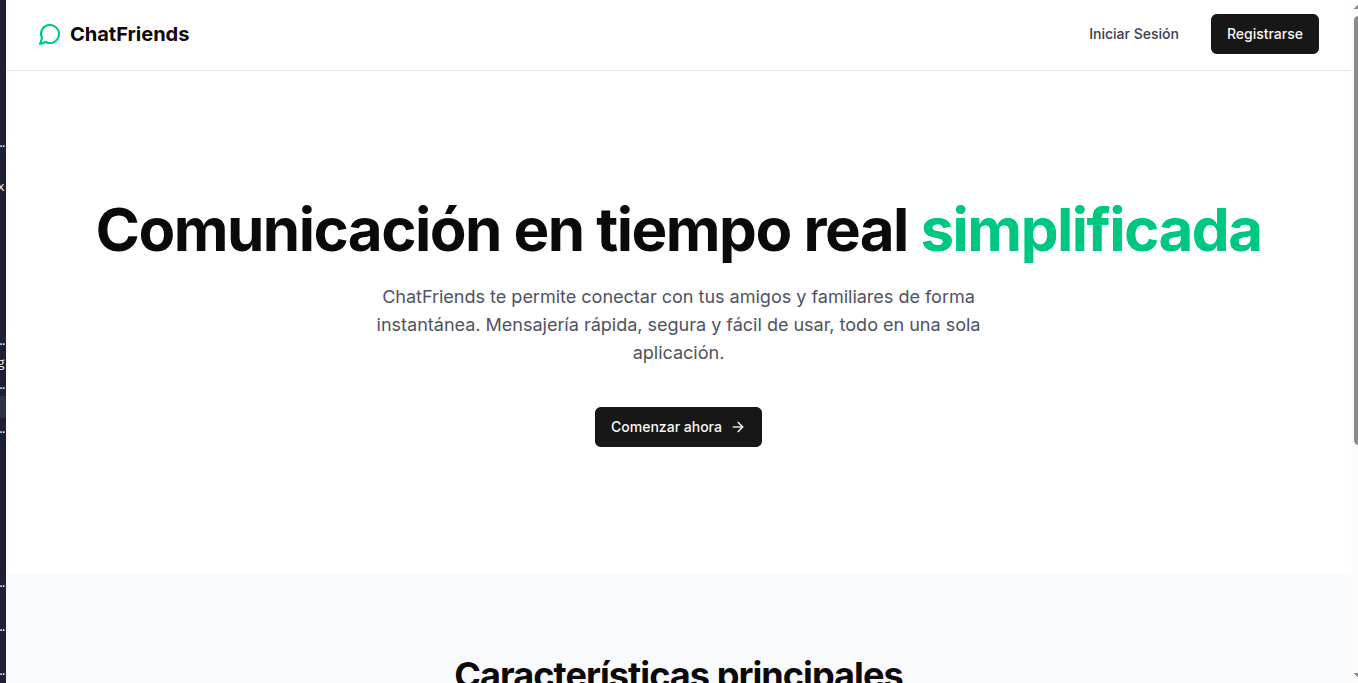 ChatFriends
Iniciar Sesión
Registrarse
Comunicación en tiempo real simplificada
ChatFriends te permite conectar con tus amigos y familiares de forma
instantánea. Mensajería rápida, segura y fácil de usar, todo en una sola
aplicación.
Comenzar ahora
Características principales